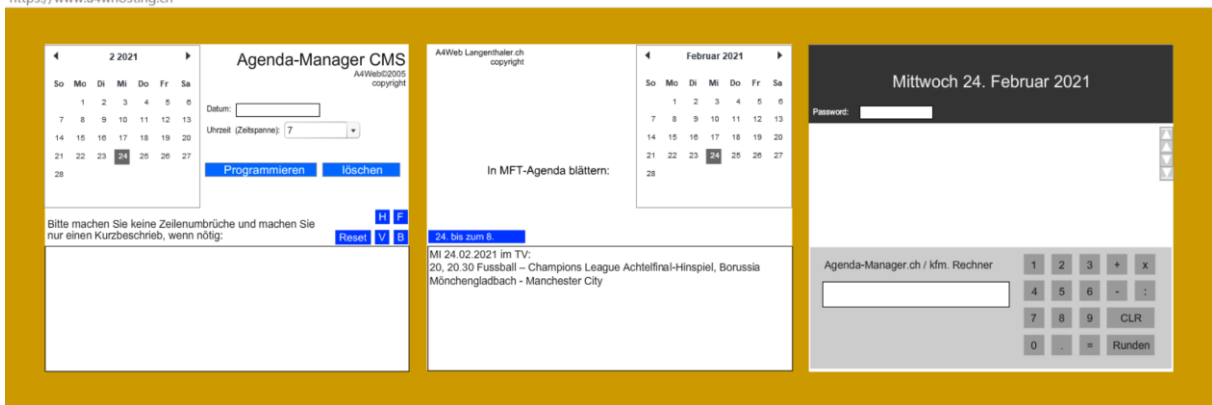 https://www.a4whosting.ch
2 2021
So Mo Di Mi Do Fr Sa
1 2 3 4 5 6
7 8 9 10 11 12 13
14 15 16 17 18 19 20
21 22 23 24 25 26 27
28
Agenda-Manager CMS
A4Web©2005
copyright
Datum:
Uhrzeit (Zeitspanne): 7
Programmieren löschen
Bitte machen Sie keine Zeilenumbrüche und machen Sie
nur einen Kurzbeschrieb, wenn nötig:
H F
Reset V B
A4Web Langenthaler.ch
copyright
Februar 2021
So Mo Di Mi Do Fr Sa
1 2 3 4 5 6
7 8 9 10 11 12 13
14 15 16 17 18 19 20
21 22 23 24 25 26 27
28
In MFT-Agenda blättern:
24. bis zum 8.
MI 24.02.2021 im TV:
20, 20.30 Fussball – Champions League Achtelfinal-Hinspiel, Borussia
Mönchengladbach - Manchester City
Mittwoch 24. Februar 2021
Password:
Agenda-Manager.ch / kfm. Rechner
1 2 3 + x
4 5 6 - :
7 8 9 CLR
0 . = Runden